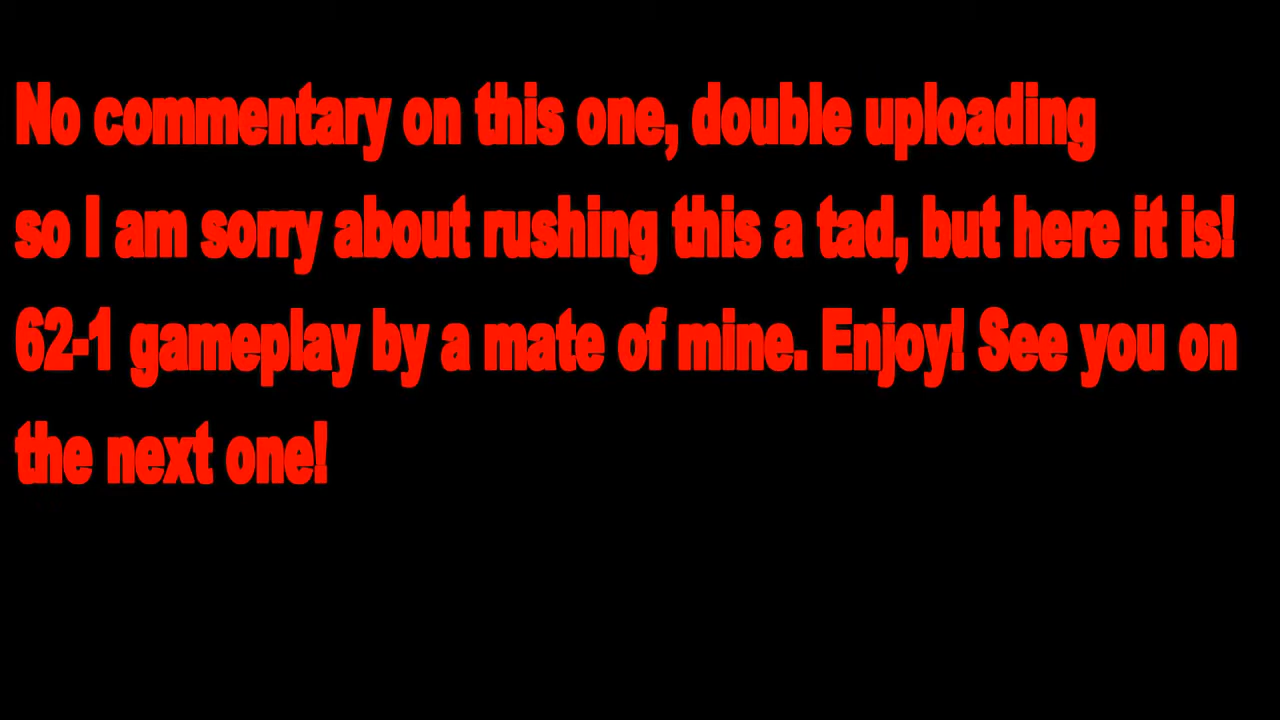 No commentary on this one, double uploading
so I am sorry about rushing this a tad, but here it is!
62-1 gameplay by a mate of mine. Enjoy! See you on
the next one!